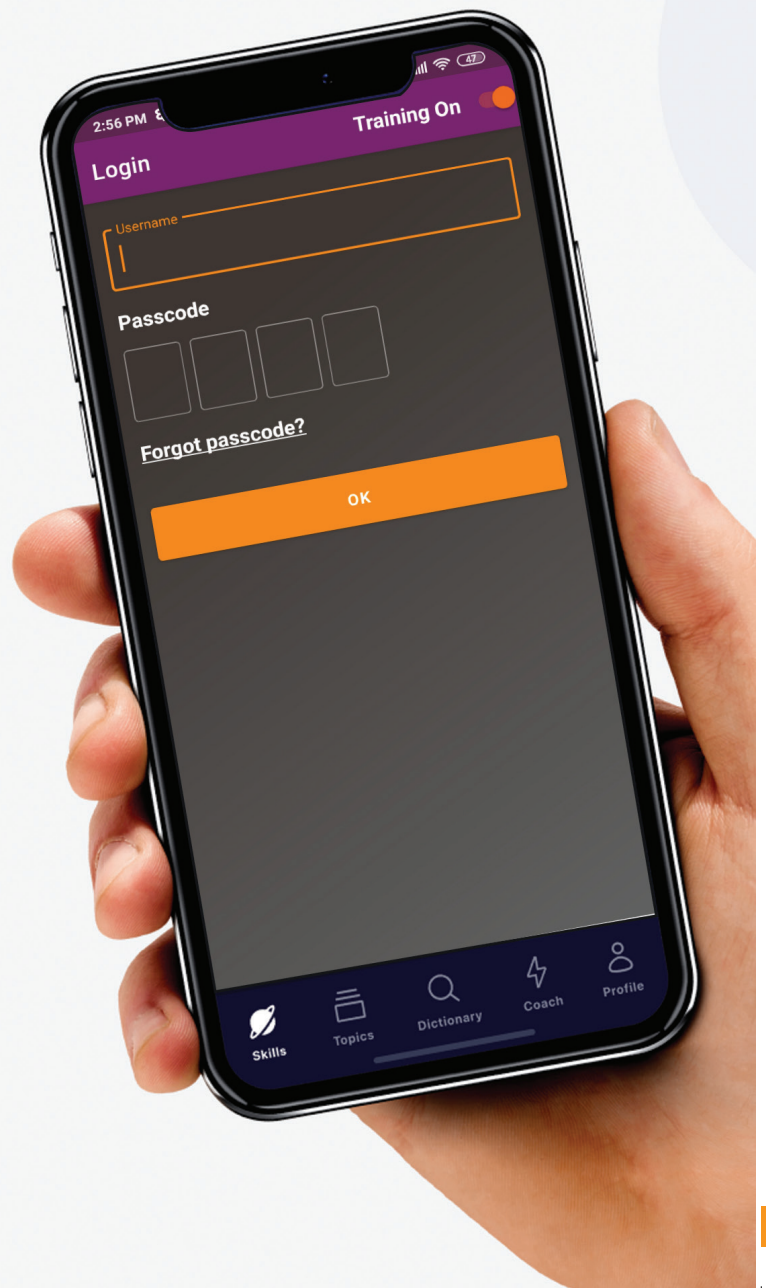 2:56 PM
47
Login
Training On
Username
Passcode
Forgot passcode?
OK
Skills
Topics
Dictionary
Coach
Profile